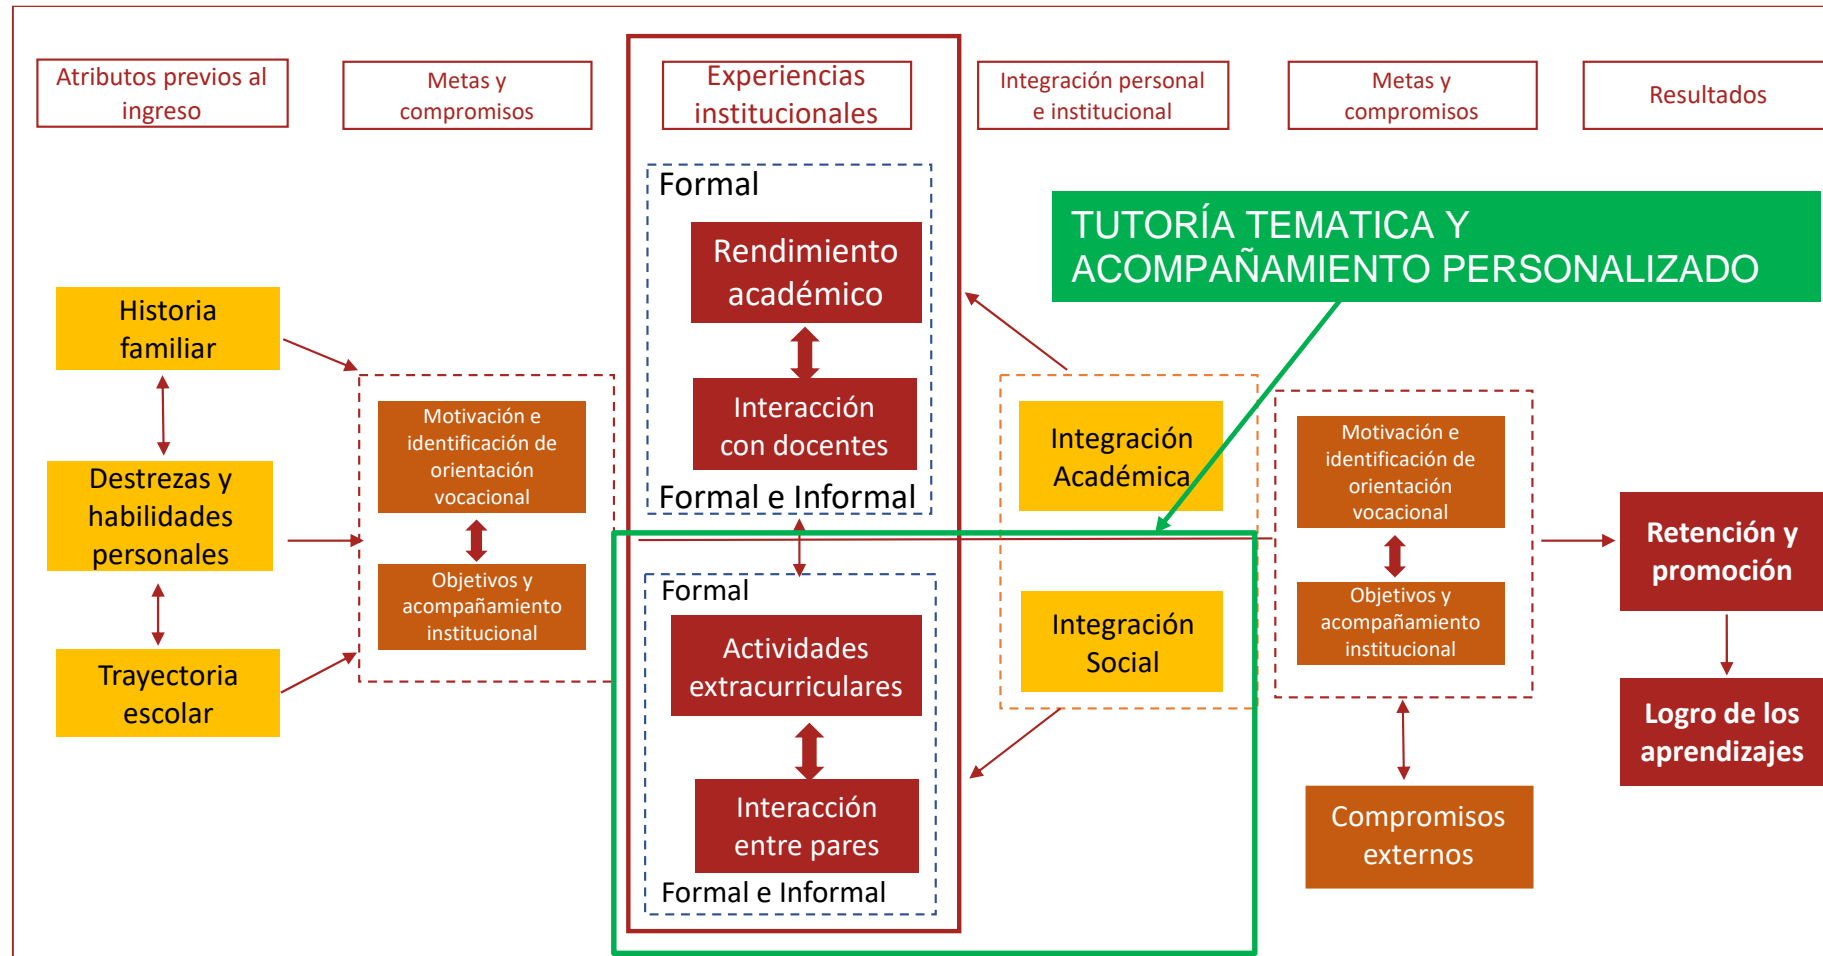 Atributos previos al
ingreso
Metas y
compromisos
Experiencias
institucionales
Integración personal
e institucional
Metas y
compromisos
Resultados
Formal
Rendimiento
académico
Interacción
con docentes
Formal e Informal
TUTORÍA TEMATICA Y
ACOMPAÑAMIENTO PERSONALIZADO
Historia
familiar
Destrezas y
habilidades
personales
Trayectoria
escolar
Motivación e
identificación de
orientación
vocacional
Objetivos y
acompañamiento
institucional
Formal
Actividades
extracurriculares
Interacción
entre pares
Formal e Informal
Integración
Académica
Integración
Social
Motivación e
identificación de
orientación
vocacional
Objetivos y
acompañamiento
institucional
Compromisos
externos
Retención y
promoción
Logro de los
aprendizajes